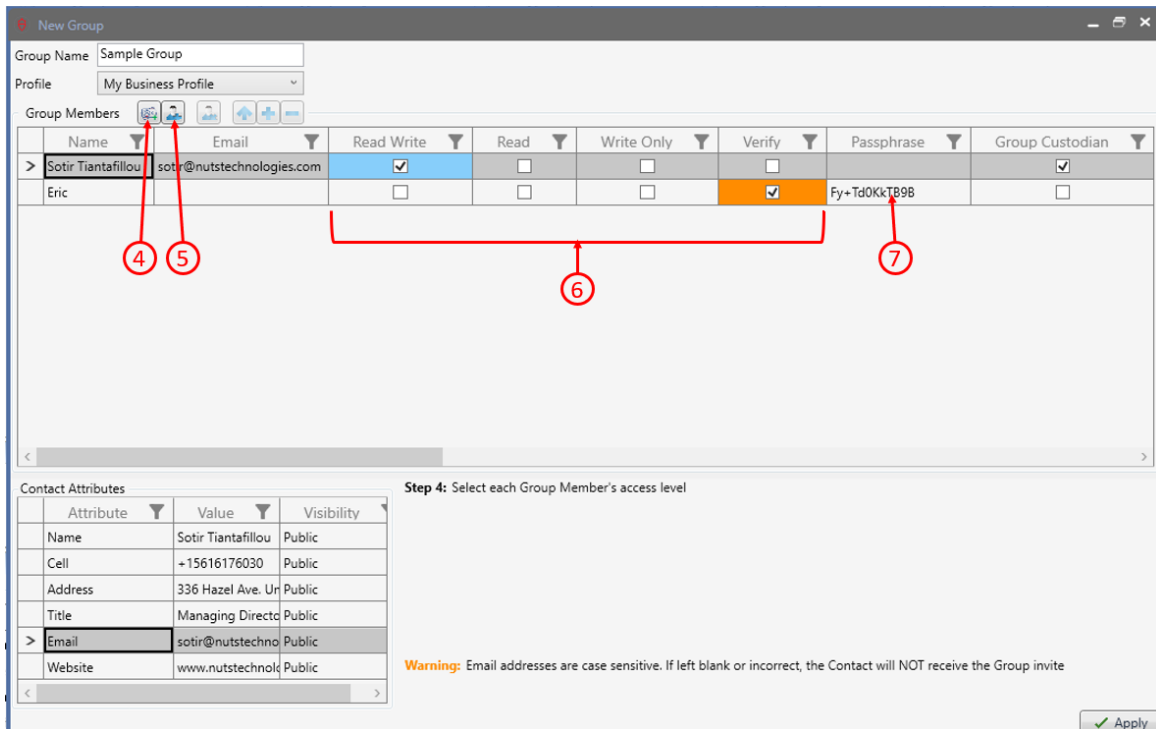 New Group
Group Name Sample Group
Profile My Business Profile
Group Members
Name Email Read Write Read Write Only Verify Passphrase Group Custodian
> Sotir Tiantafillou sotir@nutstechnologies.com
Eric Fy+Td0KkTB9B
4 5 6 7
Contact Attributes
Step 4: Select each Group Member's access level
Attribute Value Visibility
Name Sotir Tiantafillou Public
Cell +15616176030 Public
Address 336 Hazel Ave. Un Public
Title Managing Directo Public
> Email sotir@nutstechno Public
Website www.nutstechnolo Public
Warning: Email addresses are case sensitive. If left blank or incorrect, the Contact will NOT receive the Group invite
Apply